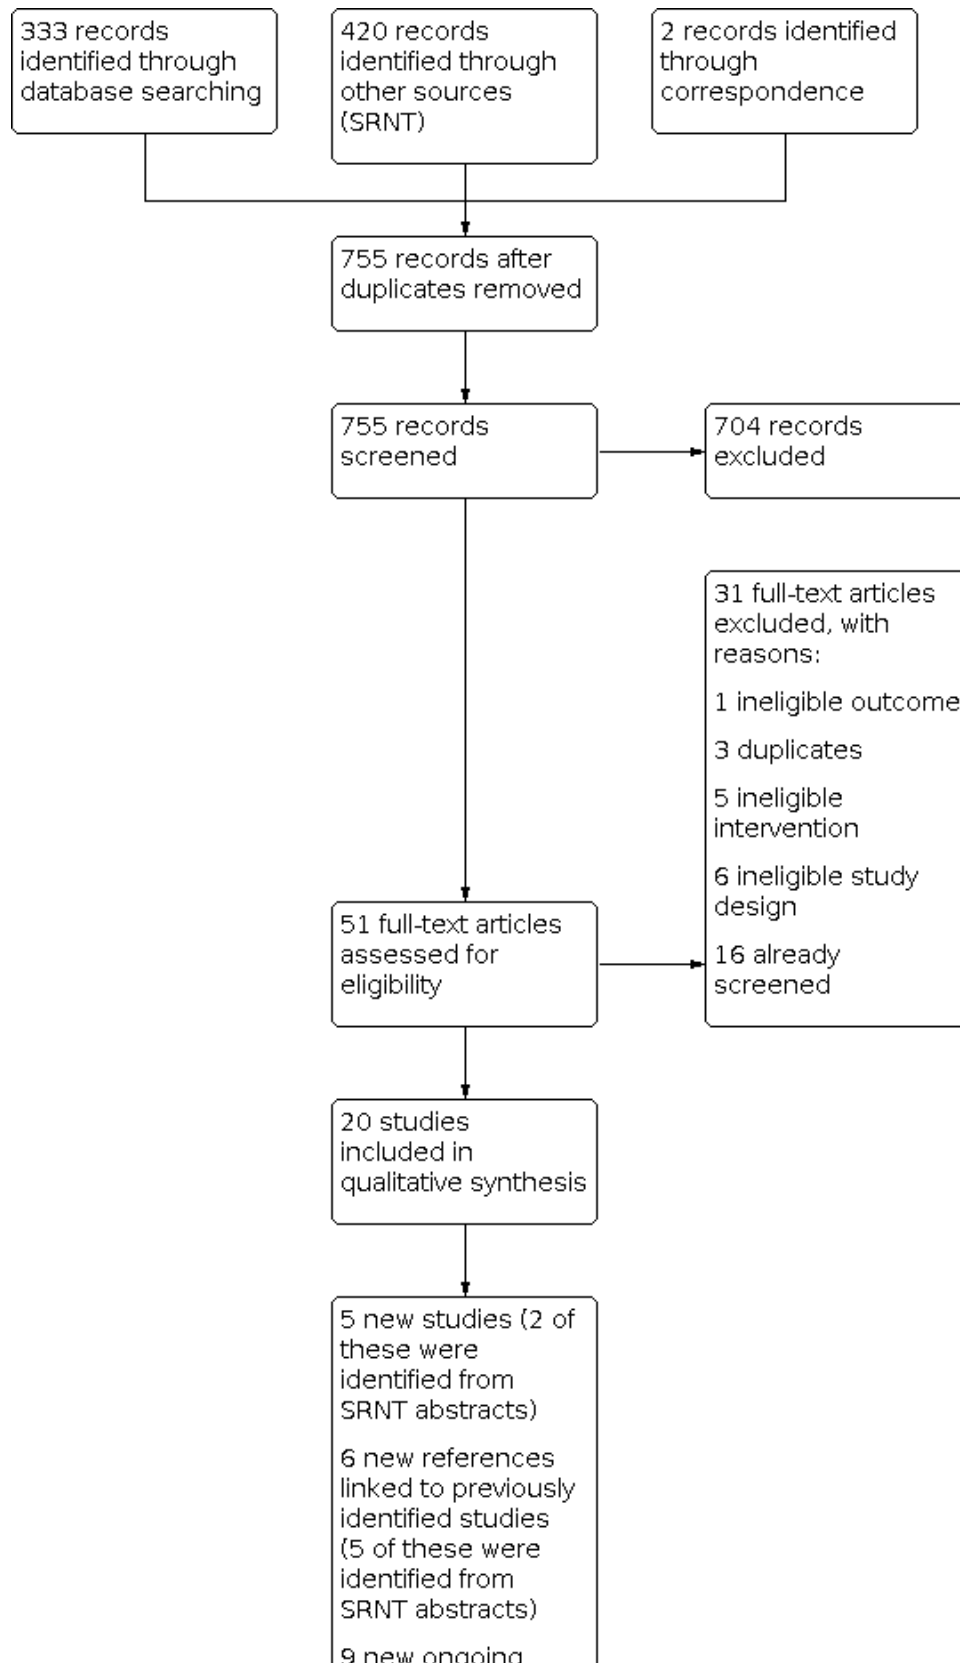 333 records
identified through
database searching
420 records
identified through
other sources
(SRNT)
2 records identified
through
correspondence
755 records after
duplicates removed
755 records
screened
704 records
excluded
31 full-text articles
excluded, with
reasons:
1 ineligible outcome
3 duplicates
5 ineligible
intervention
6 ineligible study
design
16 already
screened
51 full-text articles
assessed for
eligibility
20 studies
included in
qualitative synthesis
5 new studies (2 of
these were
identified from
SRNT abstracts)
6 new references
linked to previously
identified studies
(5 of these were
identified from
SRNT abstracts)
9 new ongoing